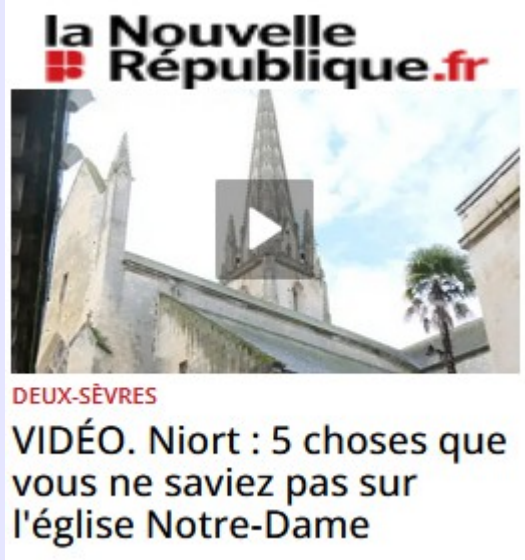 la Nouvelle
République.fr
DEUX-SÈVRES
VIDÉO. Niort : 5 choses que
vous ne saviez pas sur
l'église Notre-Dame